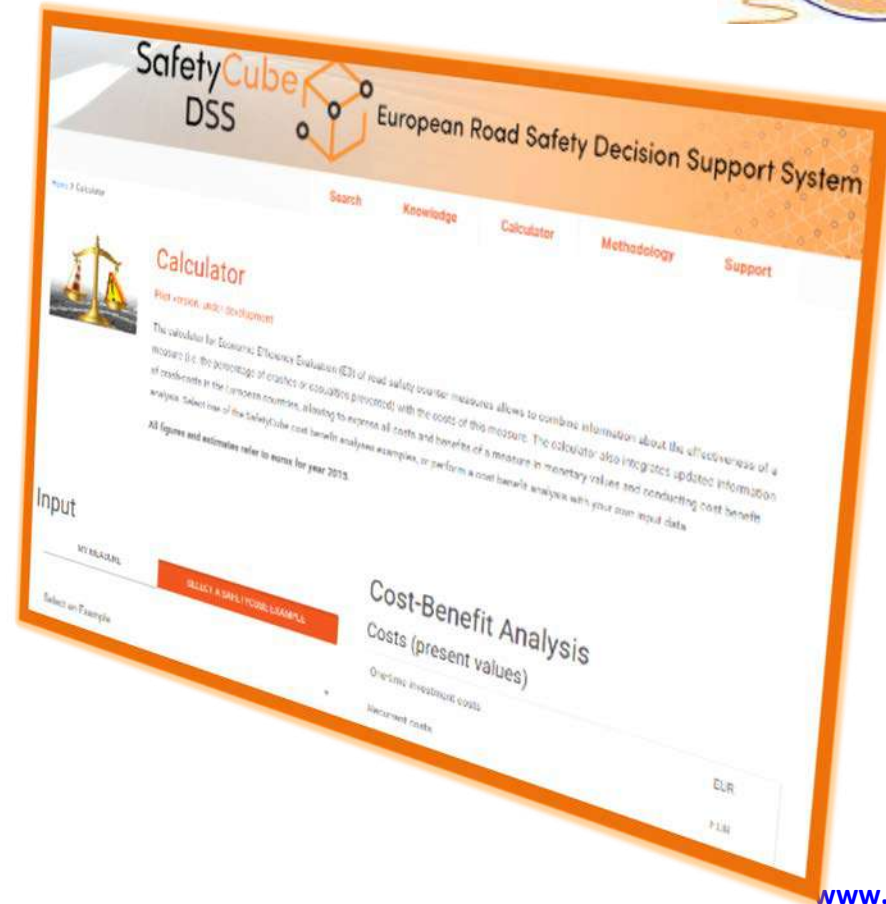 SafetyCube
DSS
European Road Safety Decision Support System
Home > Calculator
Search
Knowledge
Calculator
Methodology
Support
Calculator
Pilot version, under development
The calculator for Economic Efficiency Evaluation (E3) of road safety counter measures allows to combine information about the effectiveness of a
measure (i.e. the percentage of crashes or casualties prevented) with the costs of this measure. The calculator also integrates updated information
of crash-costs in the European countries, allowing to express all costs and benefits of a measure in monetary values and conducting cost benefit
analysis. Select one of the SafetyCube cost benefit analyses examples, or perform a cost benefit analysis with your own input data.
All figures and estimates refer to euros for year 2015.
Input
MY MEASURE
SELECT A SAFETYCUBE EXAMPLE
Select an Example
Cost-Benefit Analysis
Costs (present values)
One-time investment costs
EUR
Recurrent costs
EUR
www.